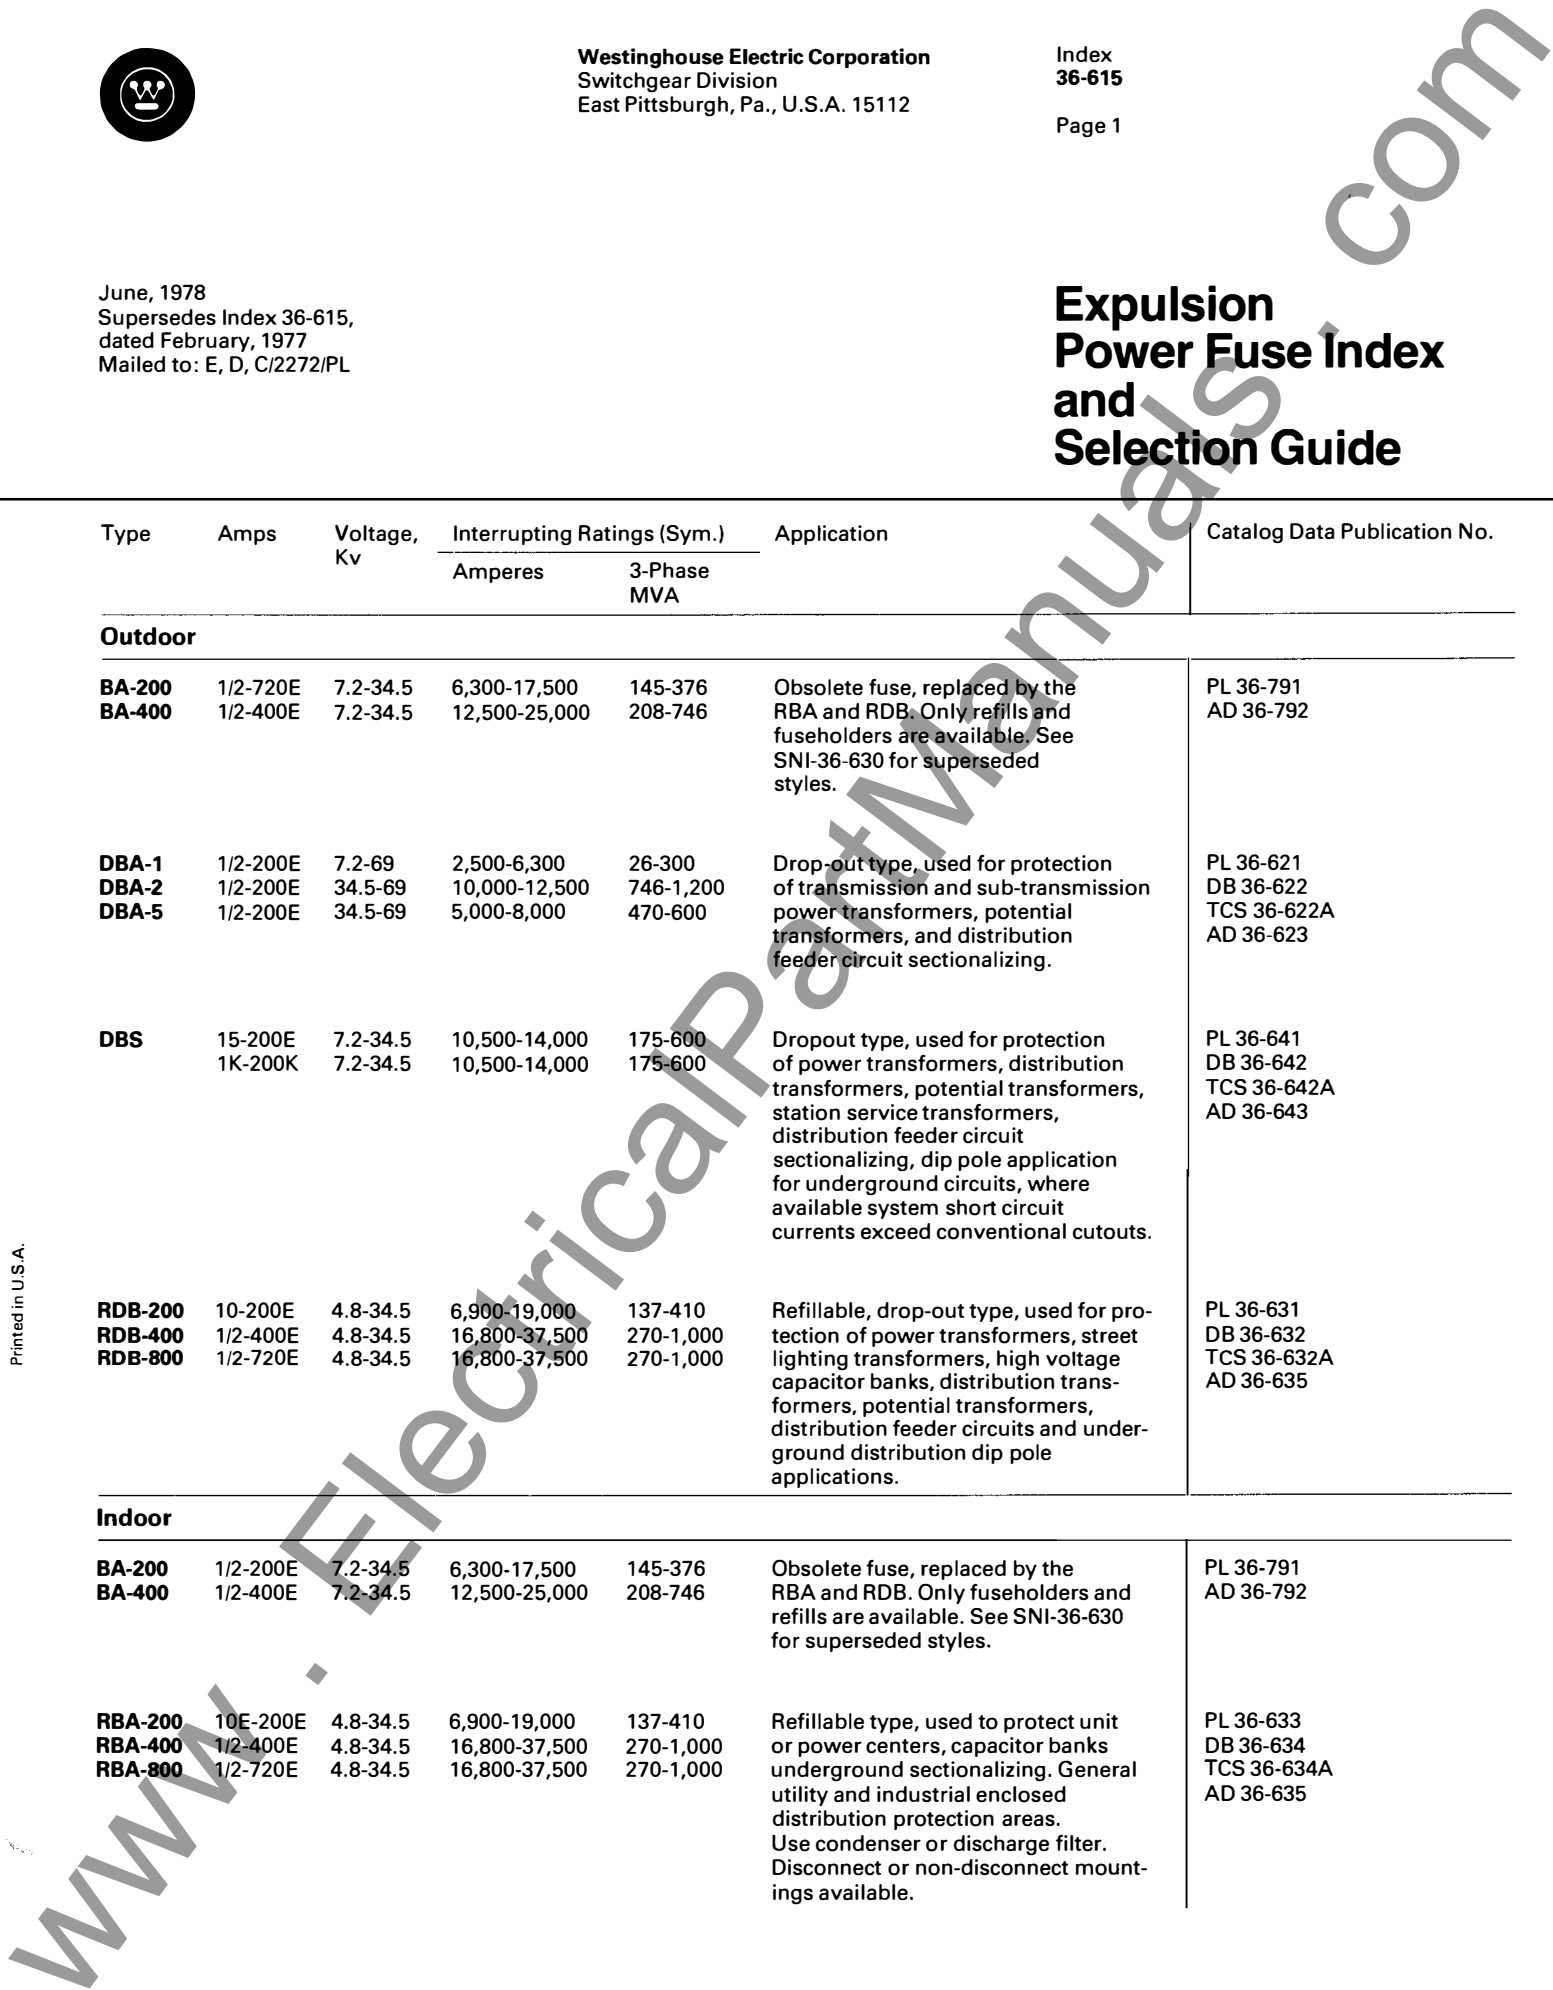 Westinghouse Electric Corporation
Switchgear Division
East Pittsburgh, Pa., U.S.A. 15112
Index
36-615
Page 1
June, 1978
Supersedes Index 36-615,
dated February, 1977
Mailed to: E, D, C/2272/PL
Expulsion
Power Fuse Index
and
Selection Guide
Type Amps Voltage, Kv Interrupting Ratings (Sym.) Application Catalog Data Publication No.
Amperes 3-Phase MVA
Outdoor
BA-200 1/2-720E 7.2-34.5 6,300-17,500 145-376 Obsolete fuse, replaced by the PL 36-791
BA-400 1/2-400E 7.2-34.5 12,500-25,000 208-746 RBA and RDB. Only refills and AD 36-792
fuseholders are available. See
SNI-36-630 for superseded
styles.
DBA-1 1/2-200E 7.2-69 2,500-6,300 26-300 Drop-out type, used for protection PL 36-621
DBA-2 1/2-200E 34.5-69 10,000-12,500 746-1,200 of transmission and sub-transmission DB 36-622
DBA-5 1/2-200E 34.5-69 5,000-8,000 470-600 power transformers, potential TCS 36-622A
transformers, and distribution AD 36-623
feeder circuit sectionalizing.
DBS 15-200E 7.2-34.5 10,500-14,000 175-600 Dropout type, used for protection PL 36-641
1K-200K 7.2-34.5 10,500-14,000 175-600 of power transformers, distribution DB 36-642
transformers, potential transformers, TCS 36-642A
station service transformers, AD 36-643
distribution feeder circuit
sectionalizing, dip pole application
for underground circuits, where
available system short circuit
currents exceed conventional cutouts.
RDB-200 10-200E 4.8-34.5 6,900-19,000 137-410 Refillable, drop-out type, used for pro- PL 36-631
RDB-400 1/2-400E 4.8-34.5 16,800-37,500 270-1,000 tection of power transformers, street DB 36-632
RDB-800 1/2-720E 4.8-34.5 16,800-37,500 270-1,000 lighting transformers, high voltage TCS 36-632A
capacitor banks, distribution trans- AD 36-635
formers, potential transformers,
distribution feeder circuits and under-
ground distribution dip pole
applications.
Indoor
BA-200 1/2-200E 7.2-34.5 6,300-17,500 145-376 Obsolete fuse, replaced by the PL 36-791
BA-400 1/2-400E 7.2-34.5 12,500-25,000 208-746 RBA and RDB. Only fuseholders and AD 36-792
refills are available. See SNI-36-630
for superseded styles.
RBA-200 10E-200E 4.8-34.5 6,900-19,000 137-410 Refillable type, used to protect unit PL 36-633
RBA-400 1/2-400E 4.8-34.5 16,800-37,500 270-1,000 or power centers, capacitor banks DB 36-634
RBA-800 1/2-720E 4.8-34.5 16,800-37,500 270-1,000 underground sectionalizing. General TCS 36-634A
utility and industrial enclosed AD 36-635
distribution protection areas.
Use condenser or discharge filter.
Disconnect or non-disconnect mount-
ings available.
Printed in U.S.A.
www . ElectricalPartManuals . com